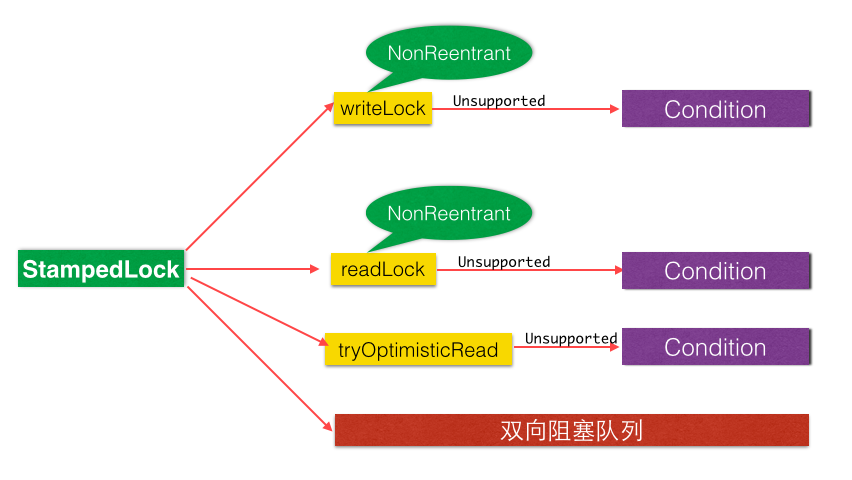 NonReentrant
writeLock
Unsupported
Condition
NonReentrant
StampedLock
readLock
Unsupported
Condition
tryOptimisticRead
Unsupported
Condition
双向阻塞队列